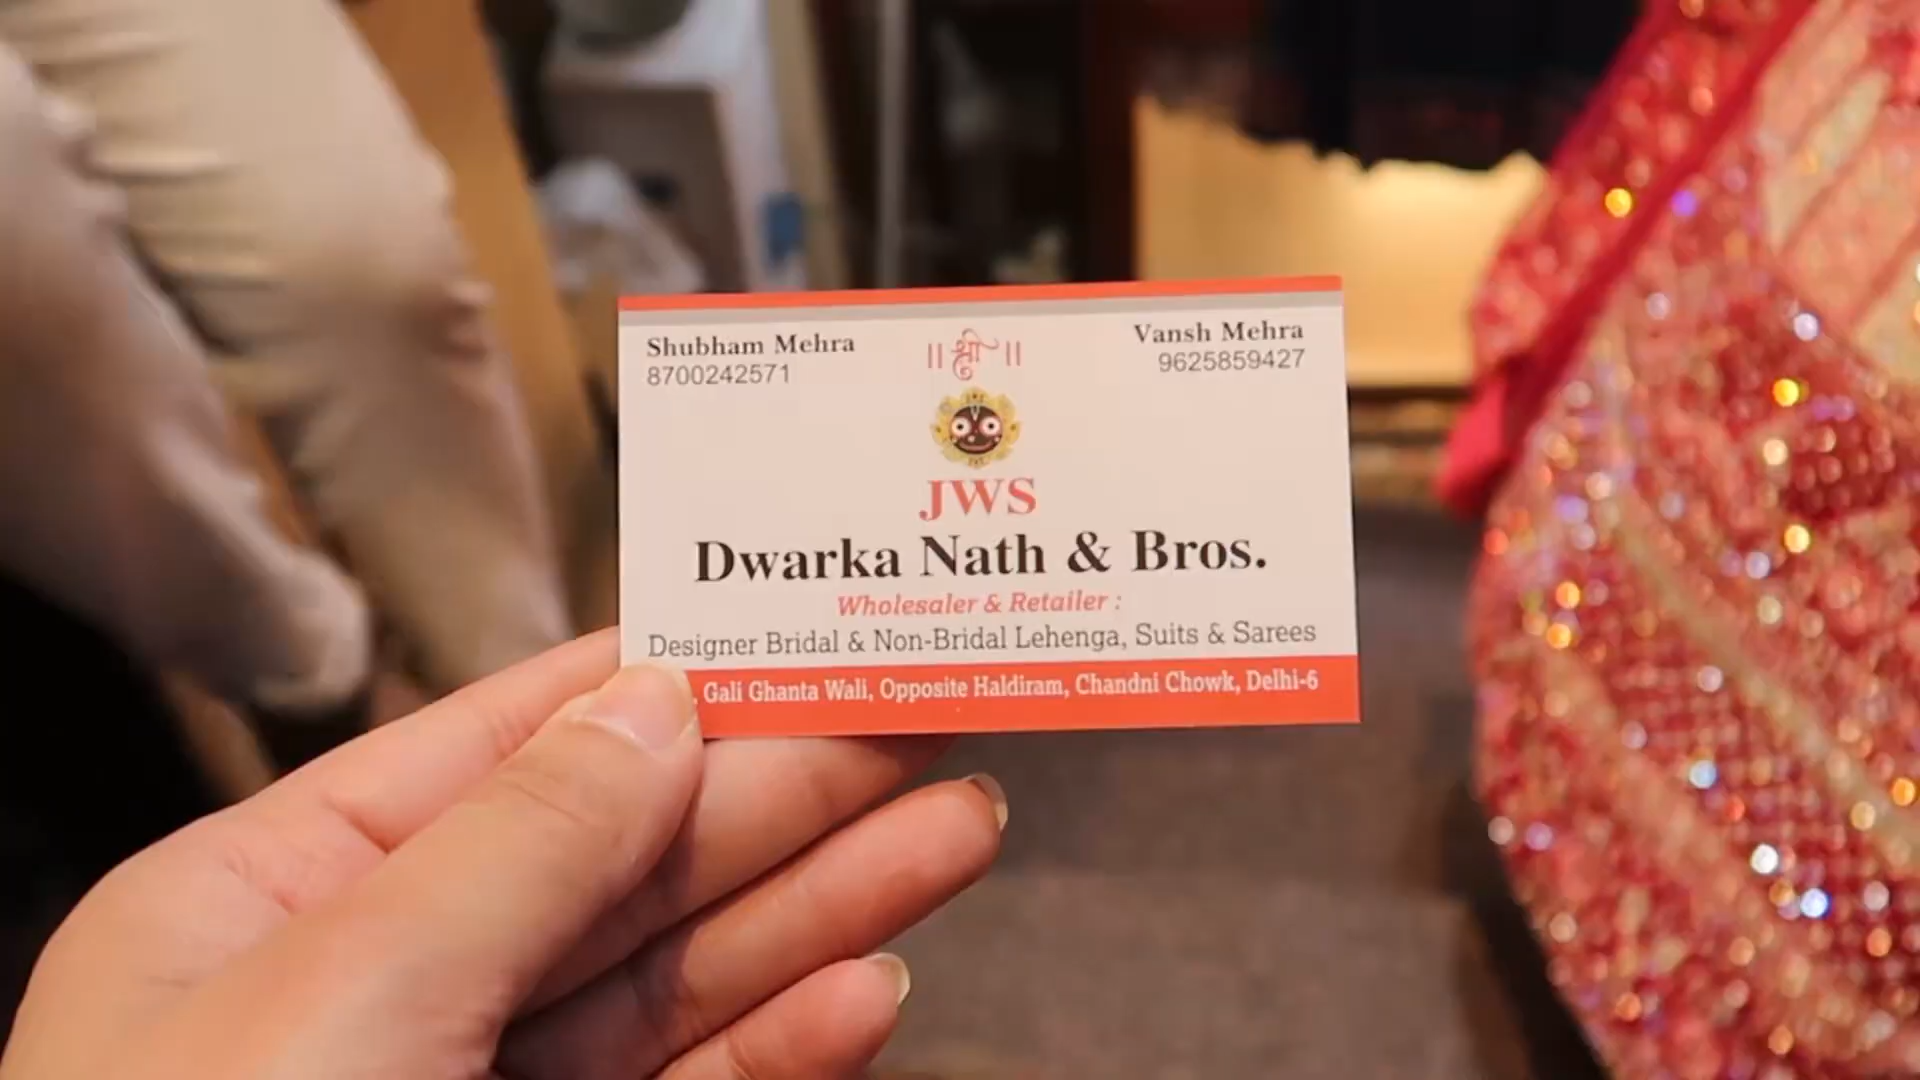 Shubham Mehra
8700242571
॥ श्री ॥
Vansh Mehra
9625859427
JWS
Dwarka Nath & Bros.
Wholesaler & Retailer :
Designer Bridal & Non-Bridal Lehenga, Suits & Sarees
, Gali Ghanta Wali, Opposite Haldiram, Chandni Chowk, Delhi-6